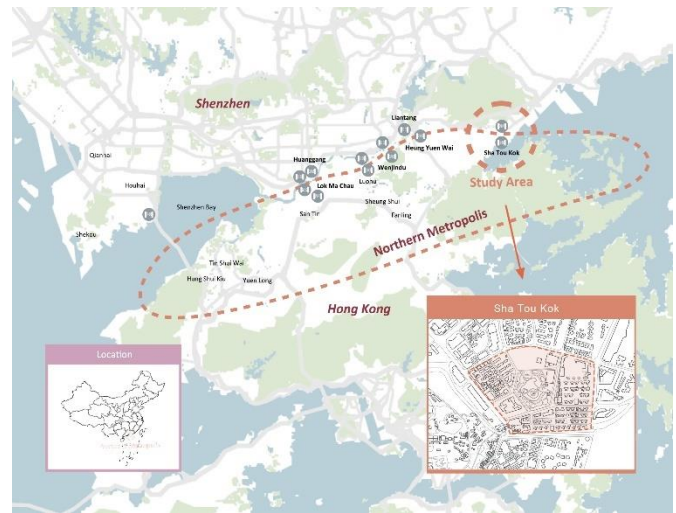 Shenzhen
Liantang
Heung Yuen Wai
Sha Tou Kok
Study Area
Qianhai
Huanggang
Wenjindu
Luohu
Lok Ma Chau
Houhai
Shenzhen Bay
Sheung Shui
San Tin
Fanling
Shekou
Northern Metropolis
Tin Shui Wai
Hung Shui Kiu
Yuen Long
Hong Kong
Sha Tou Kok
Location